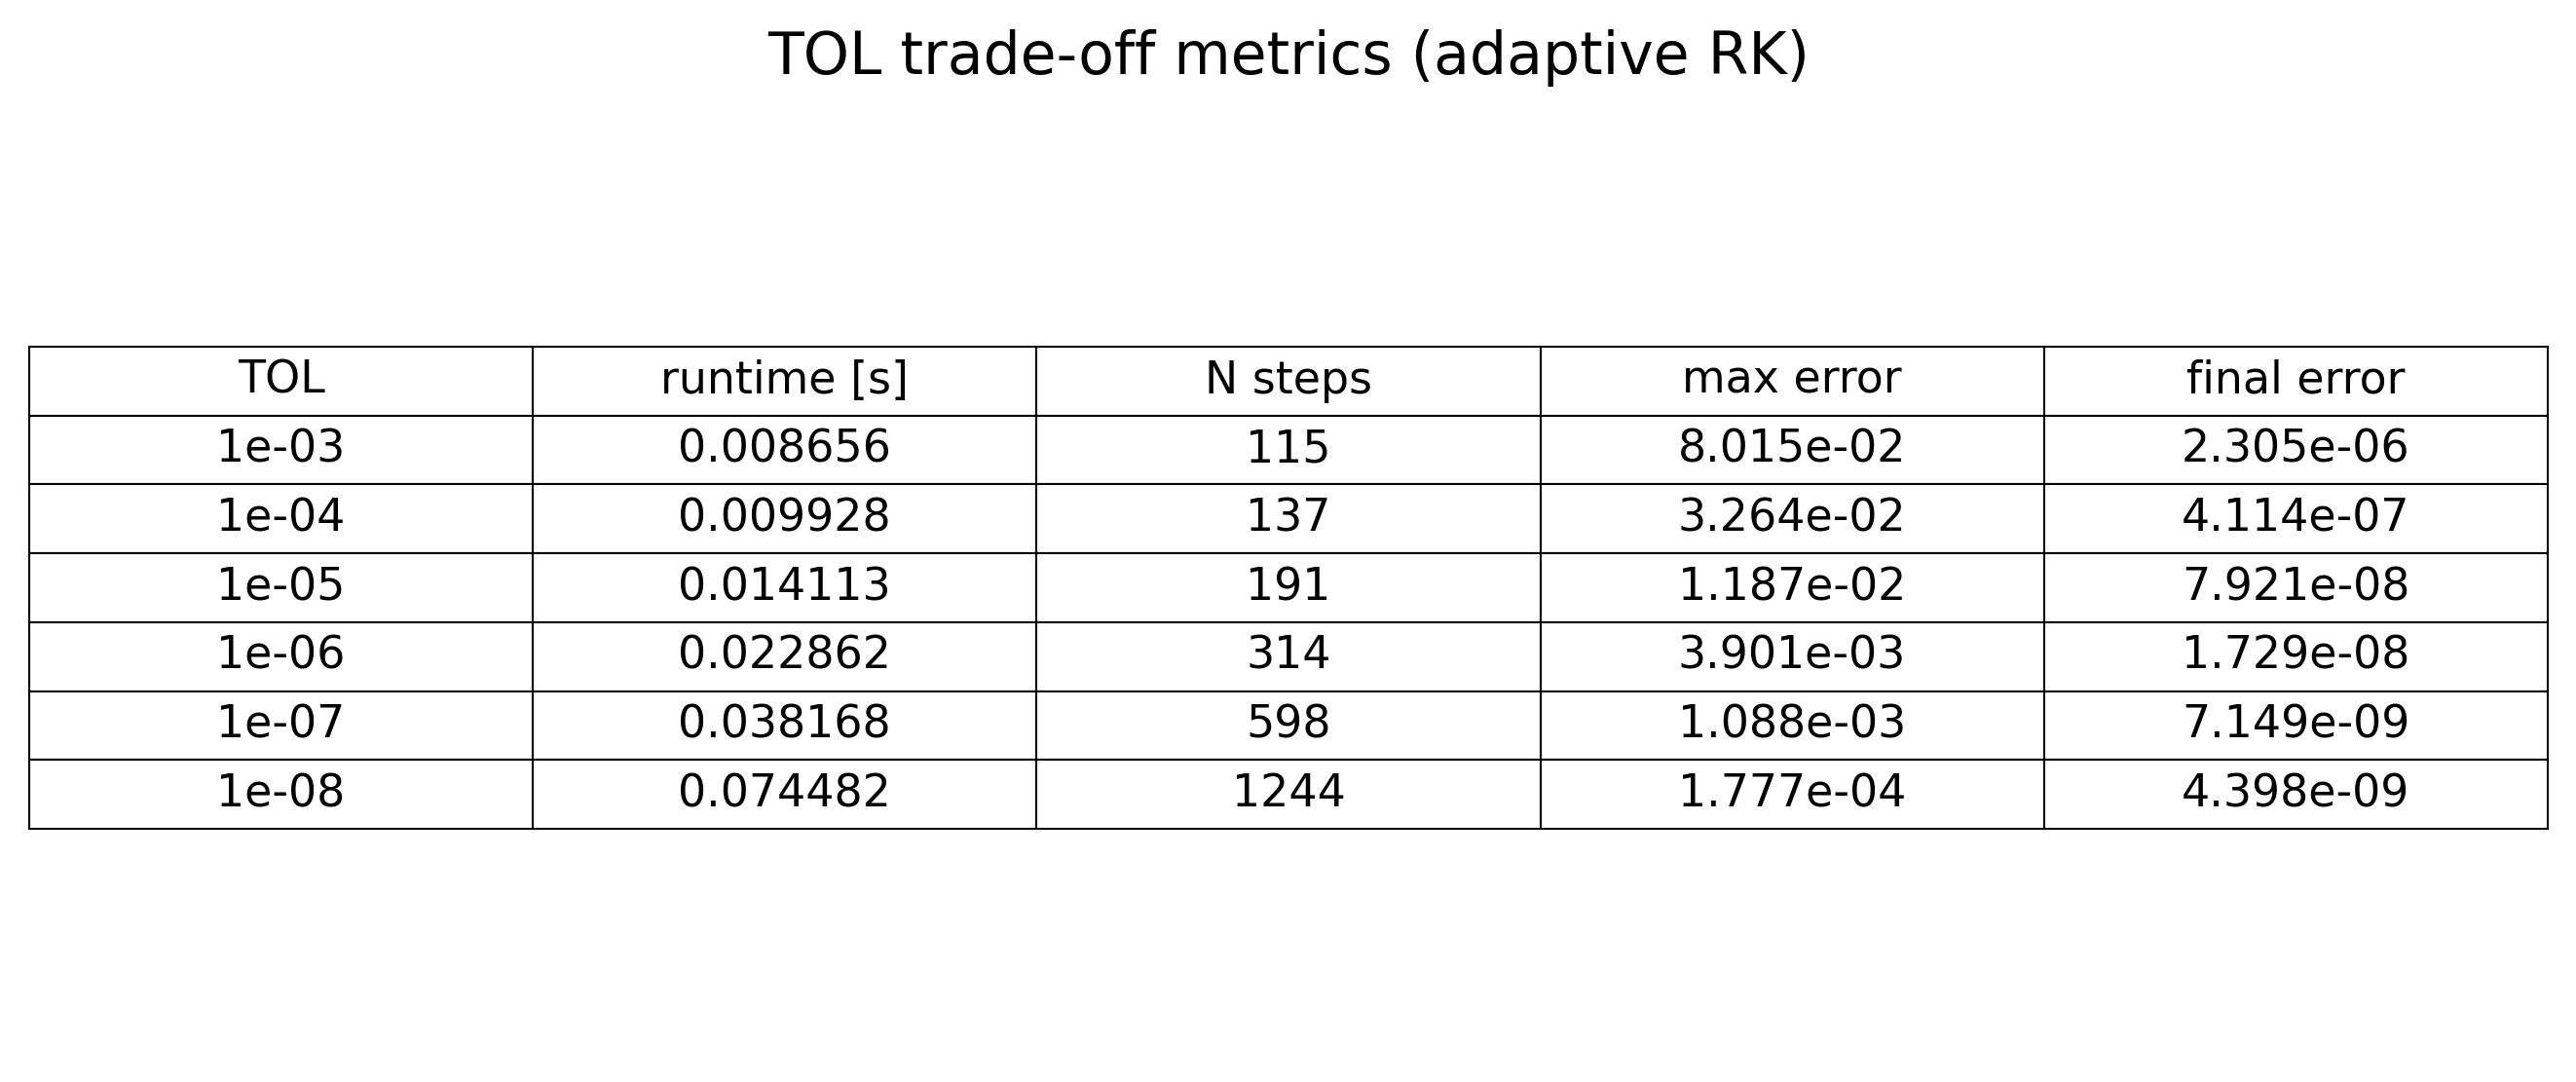 TOL trade-off metrics (adaptive RK)
TOL runtime [s] N steps max error final error
1e-03 0.008656 115 8.015e-02 2.305e-06
1e-04 0.009928 137 3.264e-02 4.114e-07
1e-05 0.014113 191 1.187e-02 7.921e-08
1e-06 0.022862 314 3.901e-03 1.729e-08
1e-07 0.038168 598 1.088e-03 7.149e-09
1e-08 0.074482 1244 1.777e-04 4.398e-09